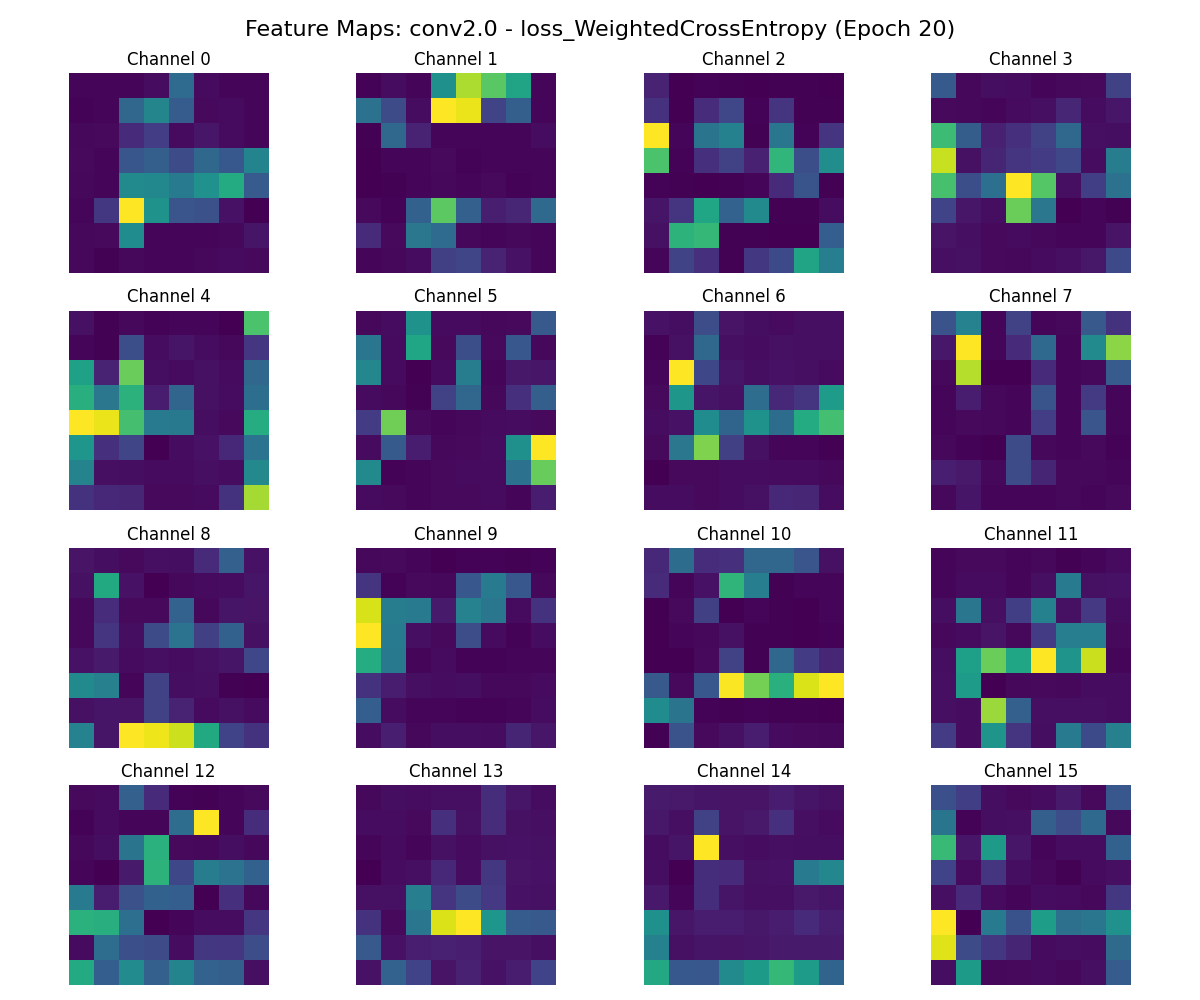 Feature Maps: conv2.0 - loss_WeightedCrossEntropy (Epoch 20)
Channel 0
Channel 1
Channel 2
Channel 3
Channel 4
Channel 5
Channel 6
Channel 7
Channel 8
Channel 9
Channel 10
Channel 11
Channel 12
Channel 13
Channel 14
Channel 15